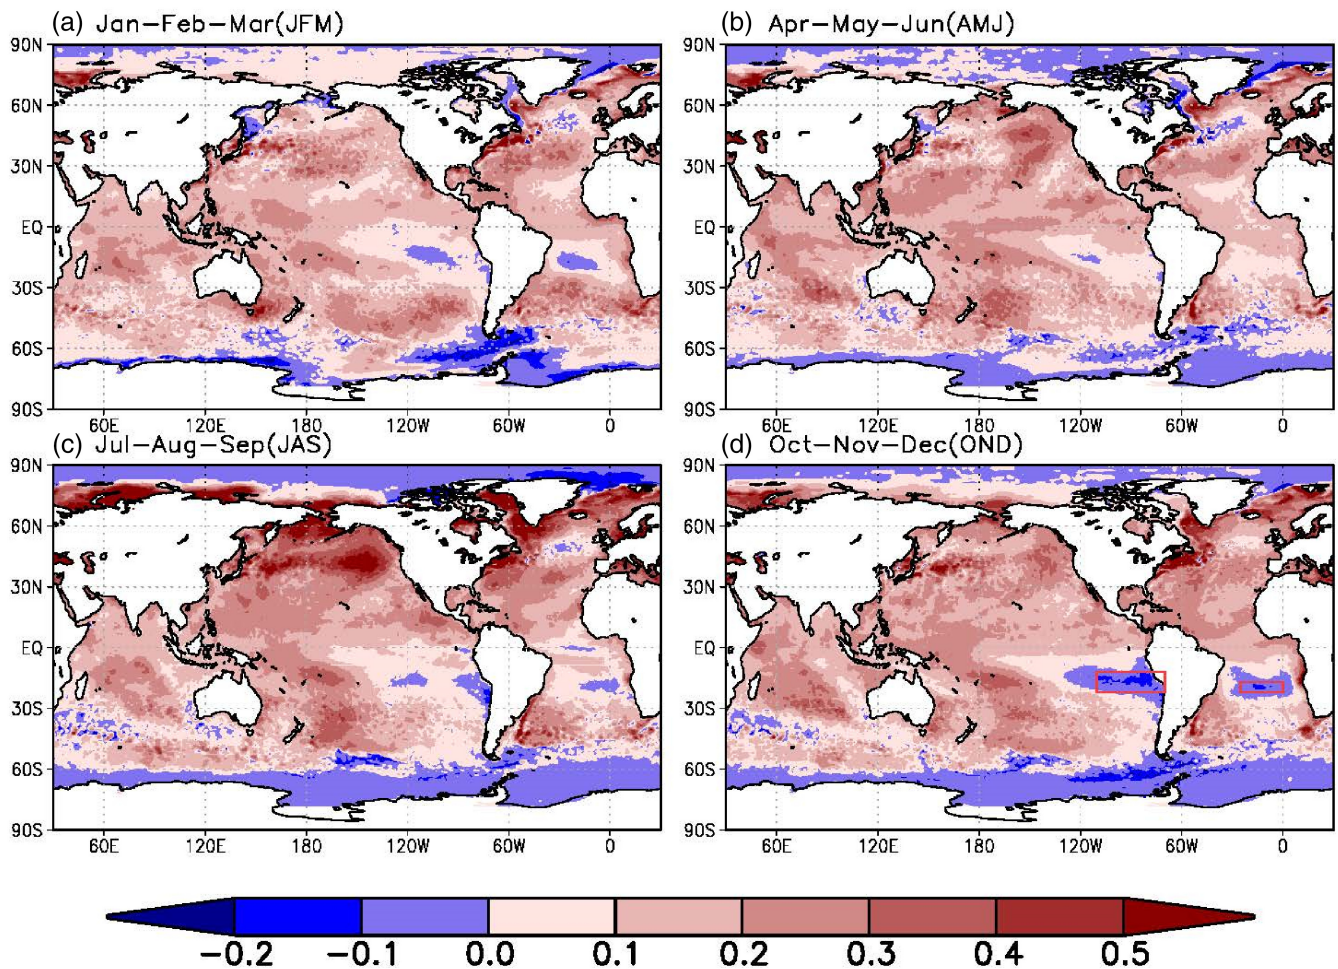 (a) Jan-Feb-Mar(JFM)
(b) Apr-May-Jun(AMJ)
90N
60N
30N
EQ
30S
60S
90S
60E 120E 180 120W 60W 0
90N
60N
30N
EQ
30S
60S
90S
60E 120E 180 120W 60W 0
(c) Jul-Aug-Sep(JAS)
(d) Oct-Nov-Dec(OND)
90N
60N
30N
EQ
30S
60S
90S
60E 120E 180 120W 60W 0
90N
60N
30N
EQ
30S
60S
90S
60E 120E 180 120W 60W 0
-0.2 -0.1 0.0 0.1 0.2 0.3 0.4 0.5